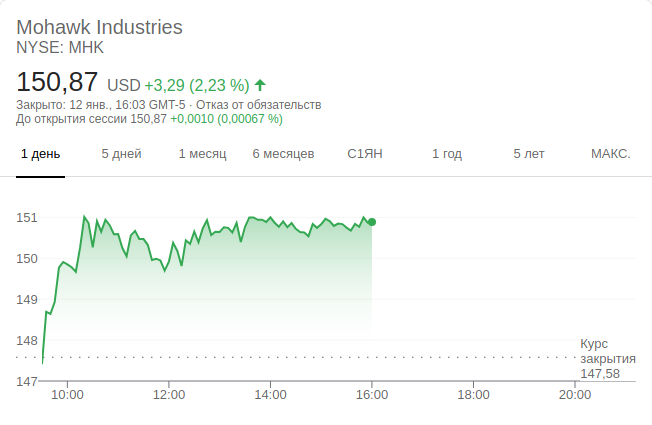 Mohawk Industries
NYSE: MHK
150,87 USD +3,29 (2,23 %)
Закрыто: 12 янв., 16:03 GMT-5 · Отказ от обязательств
До открытия сессии 150,87 +0,0010 (0,00067 %)
1 день 5 дней 1 месяц 6 месяцев С1ЯН 1 год 5 лет МАКС.
151
150
149
148
147
Курс
закрытия
147,58
10:00 12:00 14:00 16:00 18:00 20:00